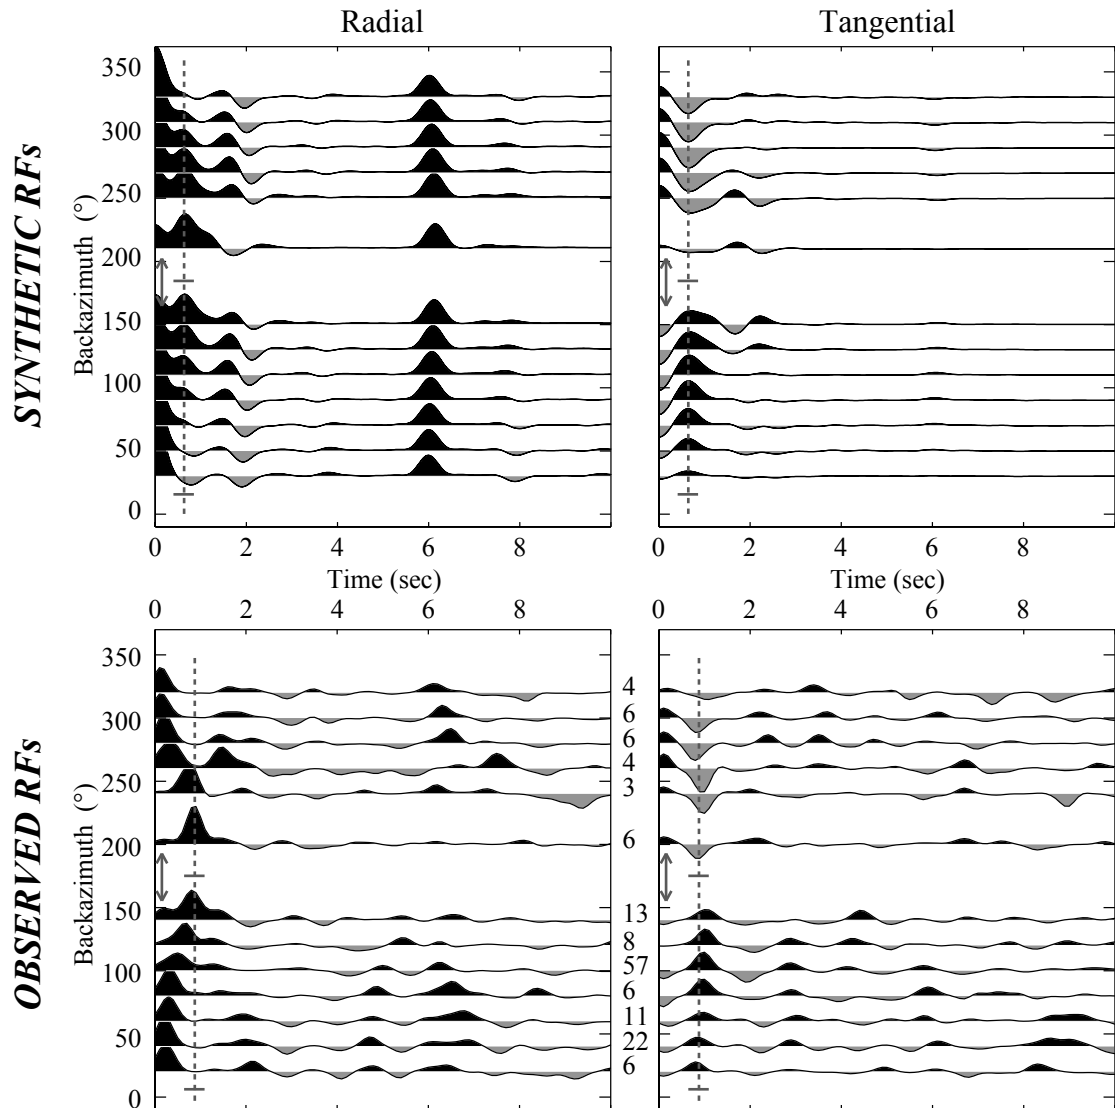 Radial
Tangential
SYNTHETIC RFs
Backazimuth (°)
350
300
250
200
150
100
50
0
0 2 4 6 8
0 2 4 6 8
Time (sec)
Time (sec)
0 2 4 6 8
0 2 4 6 8
OBSERVED RFs
Backazimuth (°)
350
300
250
200
150
100
50
0
4
6
6
4
3
6
13
8
57
6
11
22
6